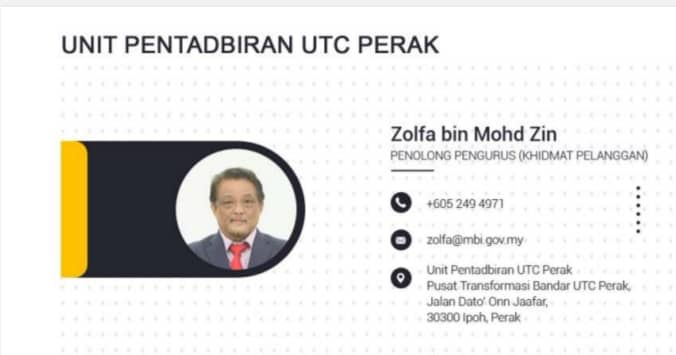 UNIT PENTADBIRAN UTC PERAK
Zolfa bin Mohd Zin
PENOLONG PENGURUS (KHIDMAT PELANGGAN)
+605 249 4971
zolfa@mbi.gov.my
Unit Pentadbiran UTC Perak
Pusat Transformasi Bandar UTC Perak,
Jalan Dato' Onn Jaafar,
30300 Ipoh, Perak